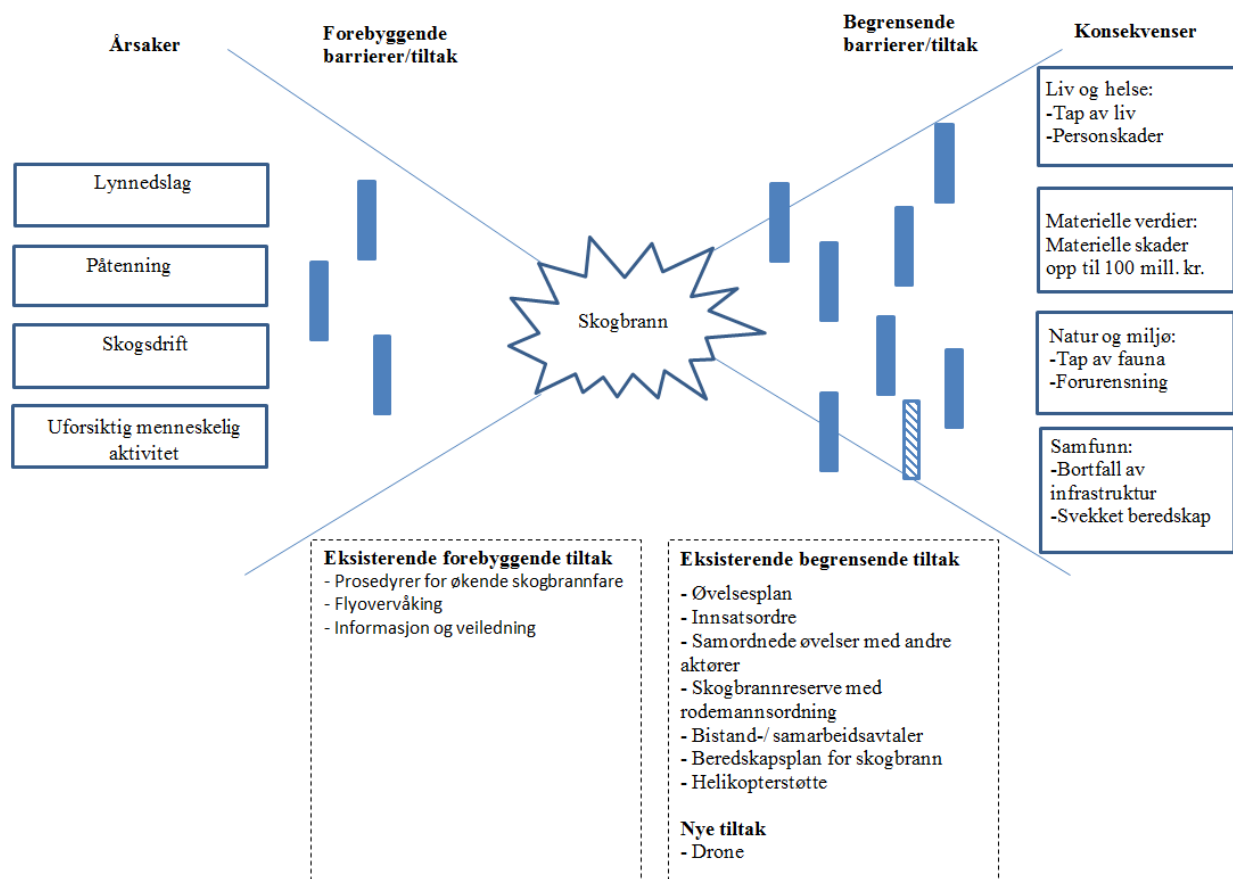 Årsaker
Forebyggende
barrierer/tiltak
Begrensende
barrierer/tiltak
Konsekvenser
Lynnedslag
Påtenning
Skogsdrift
Uforsiktig menneskelig
aktivitet
Skogbrann
Liv og helse:
-Tap av liv
-Personskader
Materielle verdier:
Materielle skader
opp til 100 mill. kr.
Natur og miljø:
-Tap av fauna
-Forurensning
Samfunn:
-Bortfall av
infrastruktur
-Svekket beredskap
Eksisterende forebyggende tiltak
- Prosedyrer for økende skogbrannfare
- Flyovervåking
- Informasjon og veiledning
Eksisterende begrensende tiltak
- Øvelsesplan
- Innsatsordre
- Samordnede øvelser med andre
aktører
- Skogbrannreserve med
rodemannsordning
- Bistand-/ samarbeidsavtaler
- Beredskapsplan for skogbrann
- Helikopterstøtte
Nye tiltak
- Drone